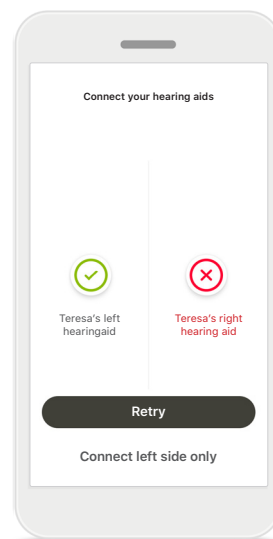 Connect your hearing aids
Teresa's left
hearingaid
Teresa's right
hearing aid
Retry
Connect left side only